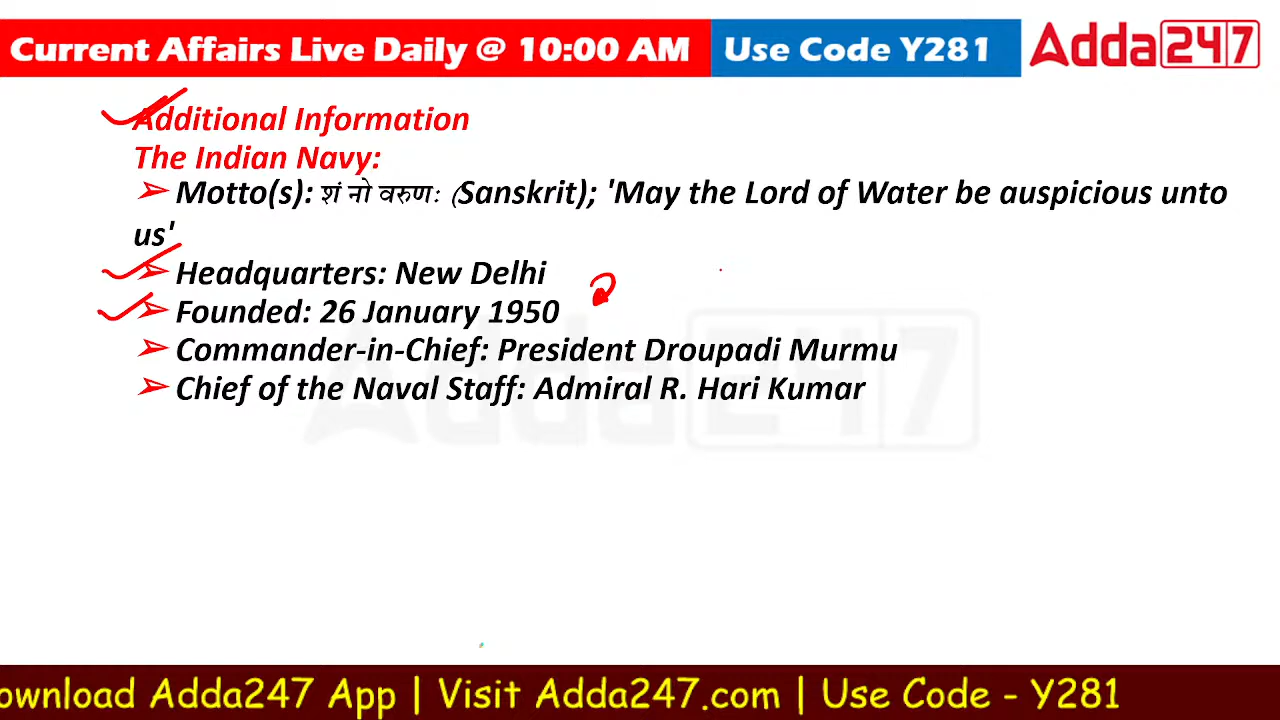 Current Affairs Live Daily @ 10:00 AM Use Code Y281 Adda247
Additional Information
The Indian Navy:
➢ Motto(s): शं नो वरुणः (Sanskrit); 'May the Lord of Water be auspicious unto
us'
➢ Headquarters: New Delhi
➢ Founded: 26 January 1950
➢ Commander-in-Chief: President Droupadi Murmu
➢ Chief of the Naval Staff: Admiral R. Hari Kumar
Adda247
ownload Adda247 App | Visit Adda247.com | Use Code - Y281